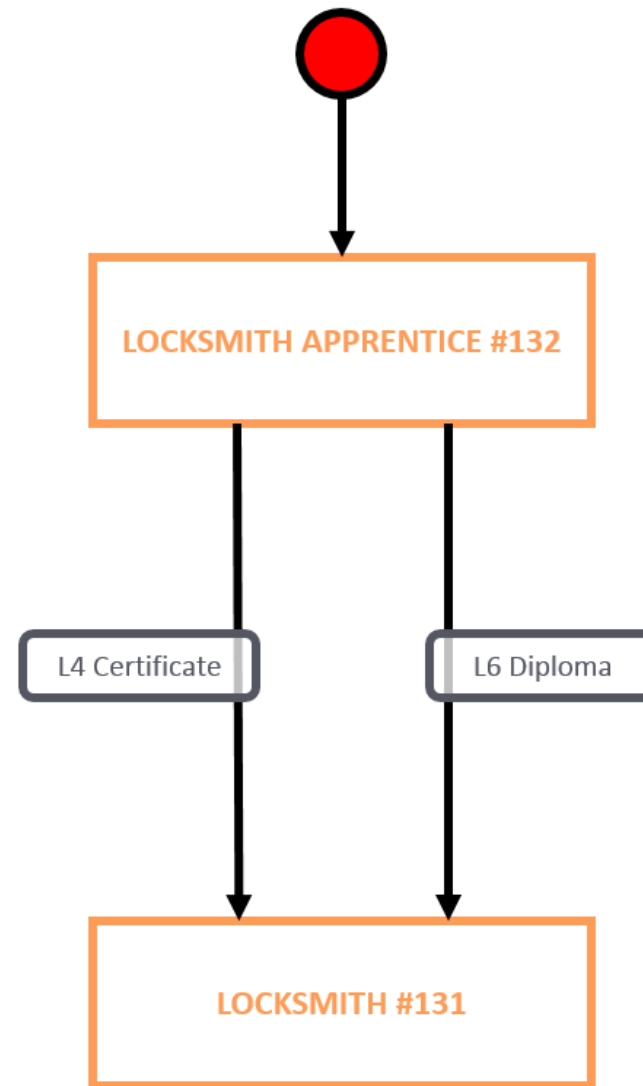 LOCKSMITH APPRENTICE #132
L4 Certificate
L6 Diploma
LOCKSMITH #131